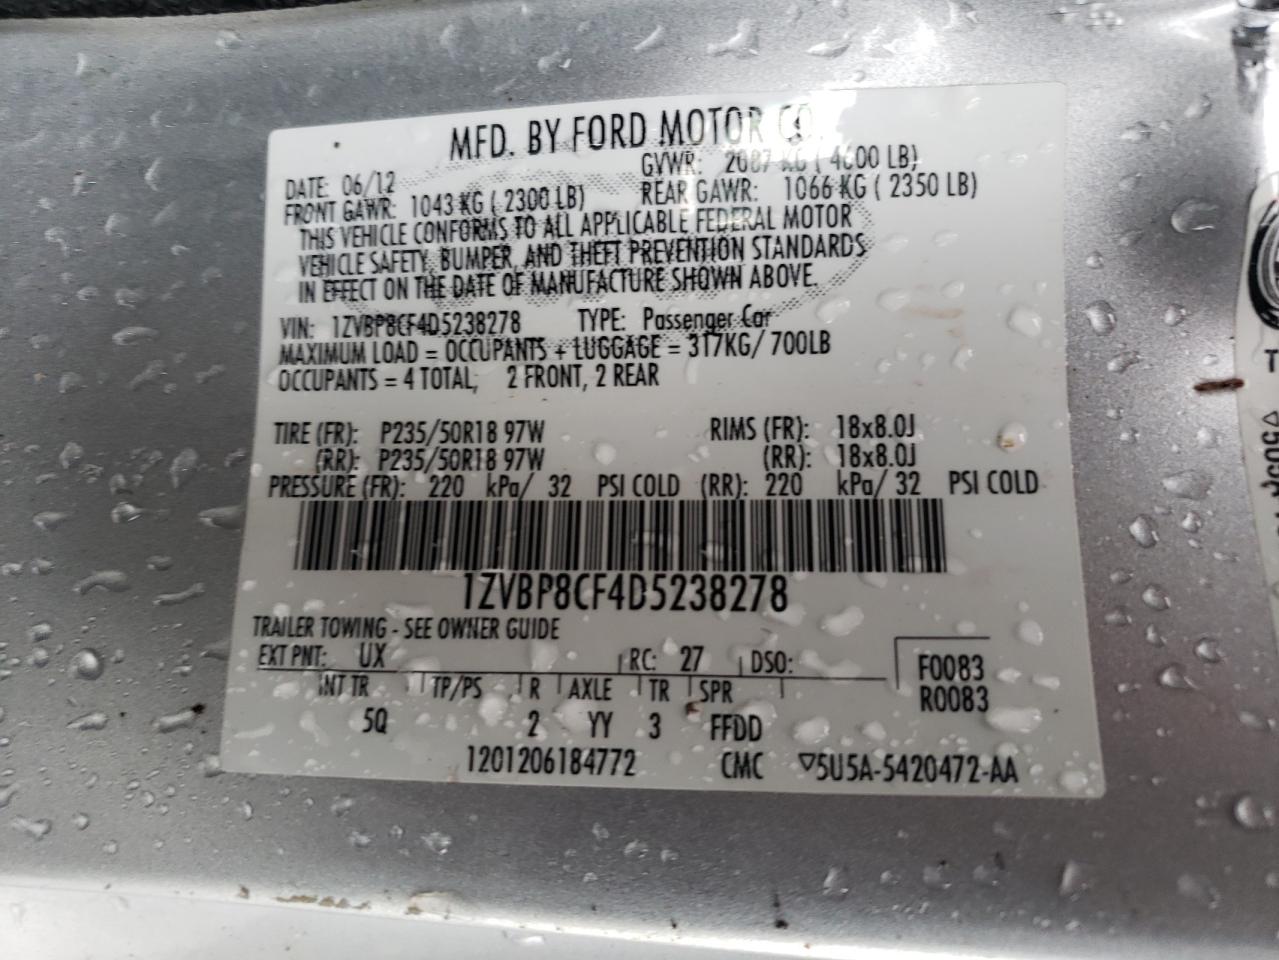 MFD. BY FORD MOTOR CO.
DATE: 06/12 GVWR: 2087 KG ( 4600 LB)
FRONT GAWR: 1043 KG ( 2300 LB) REAR GAWR: 1066 KG ( 2350 LB)
THIS VEHICLE CONFORMS TO ALL APPLICABLE FEDERAL MOTOR
VEHICLE SAFETY, BUMPER, AND THEFT PREVENTION STANDARDS
IN EFFECT ON THE DATE OF MANUFACTURE SHOWN ABOVE.
VIN: 1ZVBP8CF4D5238278 TYPE: Passenger Car
MAXIMUM LOAD = OCCUPANTS + LUGGAGE = 317KG/ 700LB
OCCUPANTS = 4 TOTAL, 2 FRONT, 2 REAR
TIRE (FR): P235/50R18 97W RIMS (FR): 18x8.0J
(RR): P235/50R18 97W (RR): 18x8.0J
PRESSURE (FR): 220 kPa/ 32 PSI COLD (RR): 220 kPa/ 32 PSI COLD
1ZVBP8CF4D5238278
TRAILER TOWING - SEE OWNER GUIDE
EXT PNT: UX RC: 27 DSO: F0083
INT TR TP/PS R AXLE TR SPR R0083
5Q 2 YY 3 FFDD
1201206184772 CMC ▽5U5A-5420472-AA